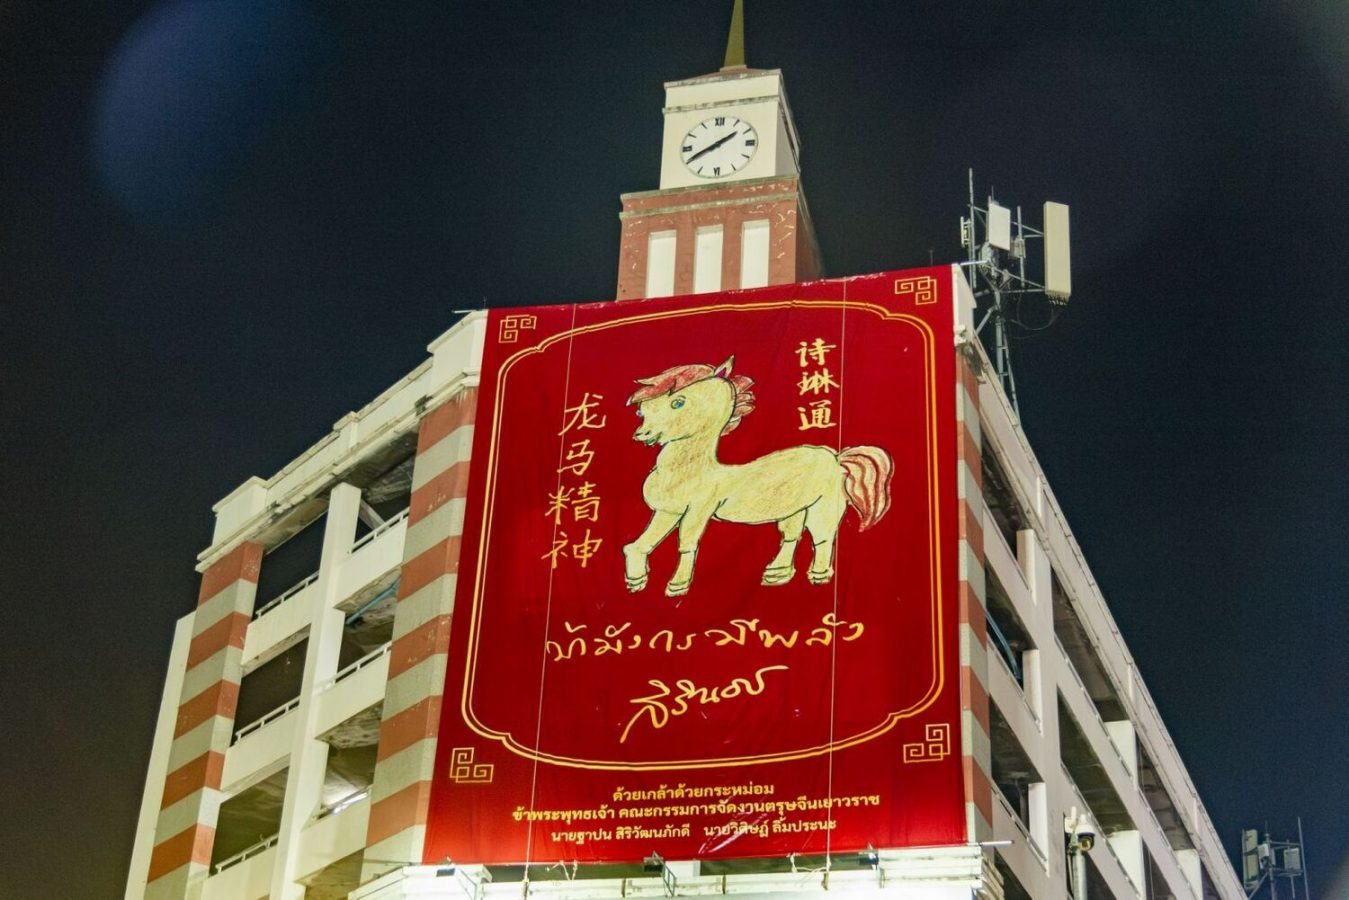 XII
VI
诗琳通
龙马精神
ม้ามังกรมีพลัง
สิรินธร
ด้วยเกล้าด้วยกระหม่อม
ข้าพระพุทธเจ้า คณะกรรมการจัดงานตรุษจีนเยาวราช
นายฐาปน สิริวัฒนภักดี นายวิสิษฎ์ ลิ้มประนะ